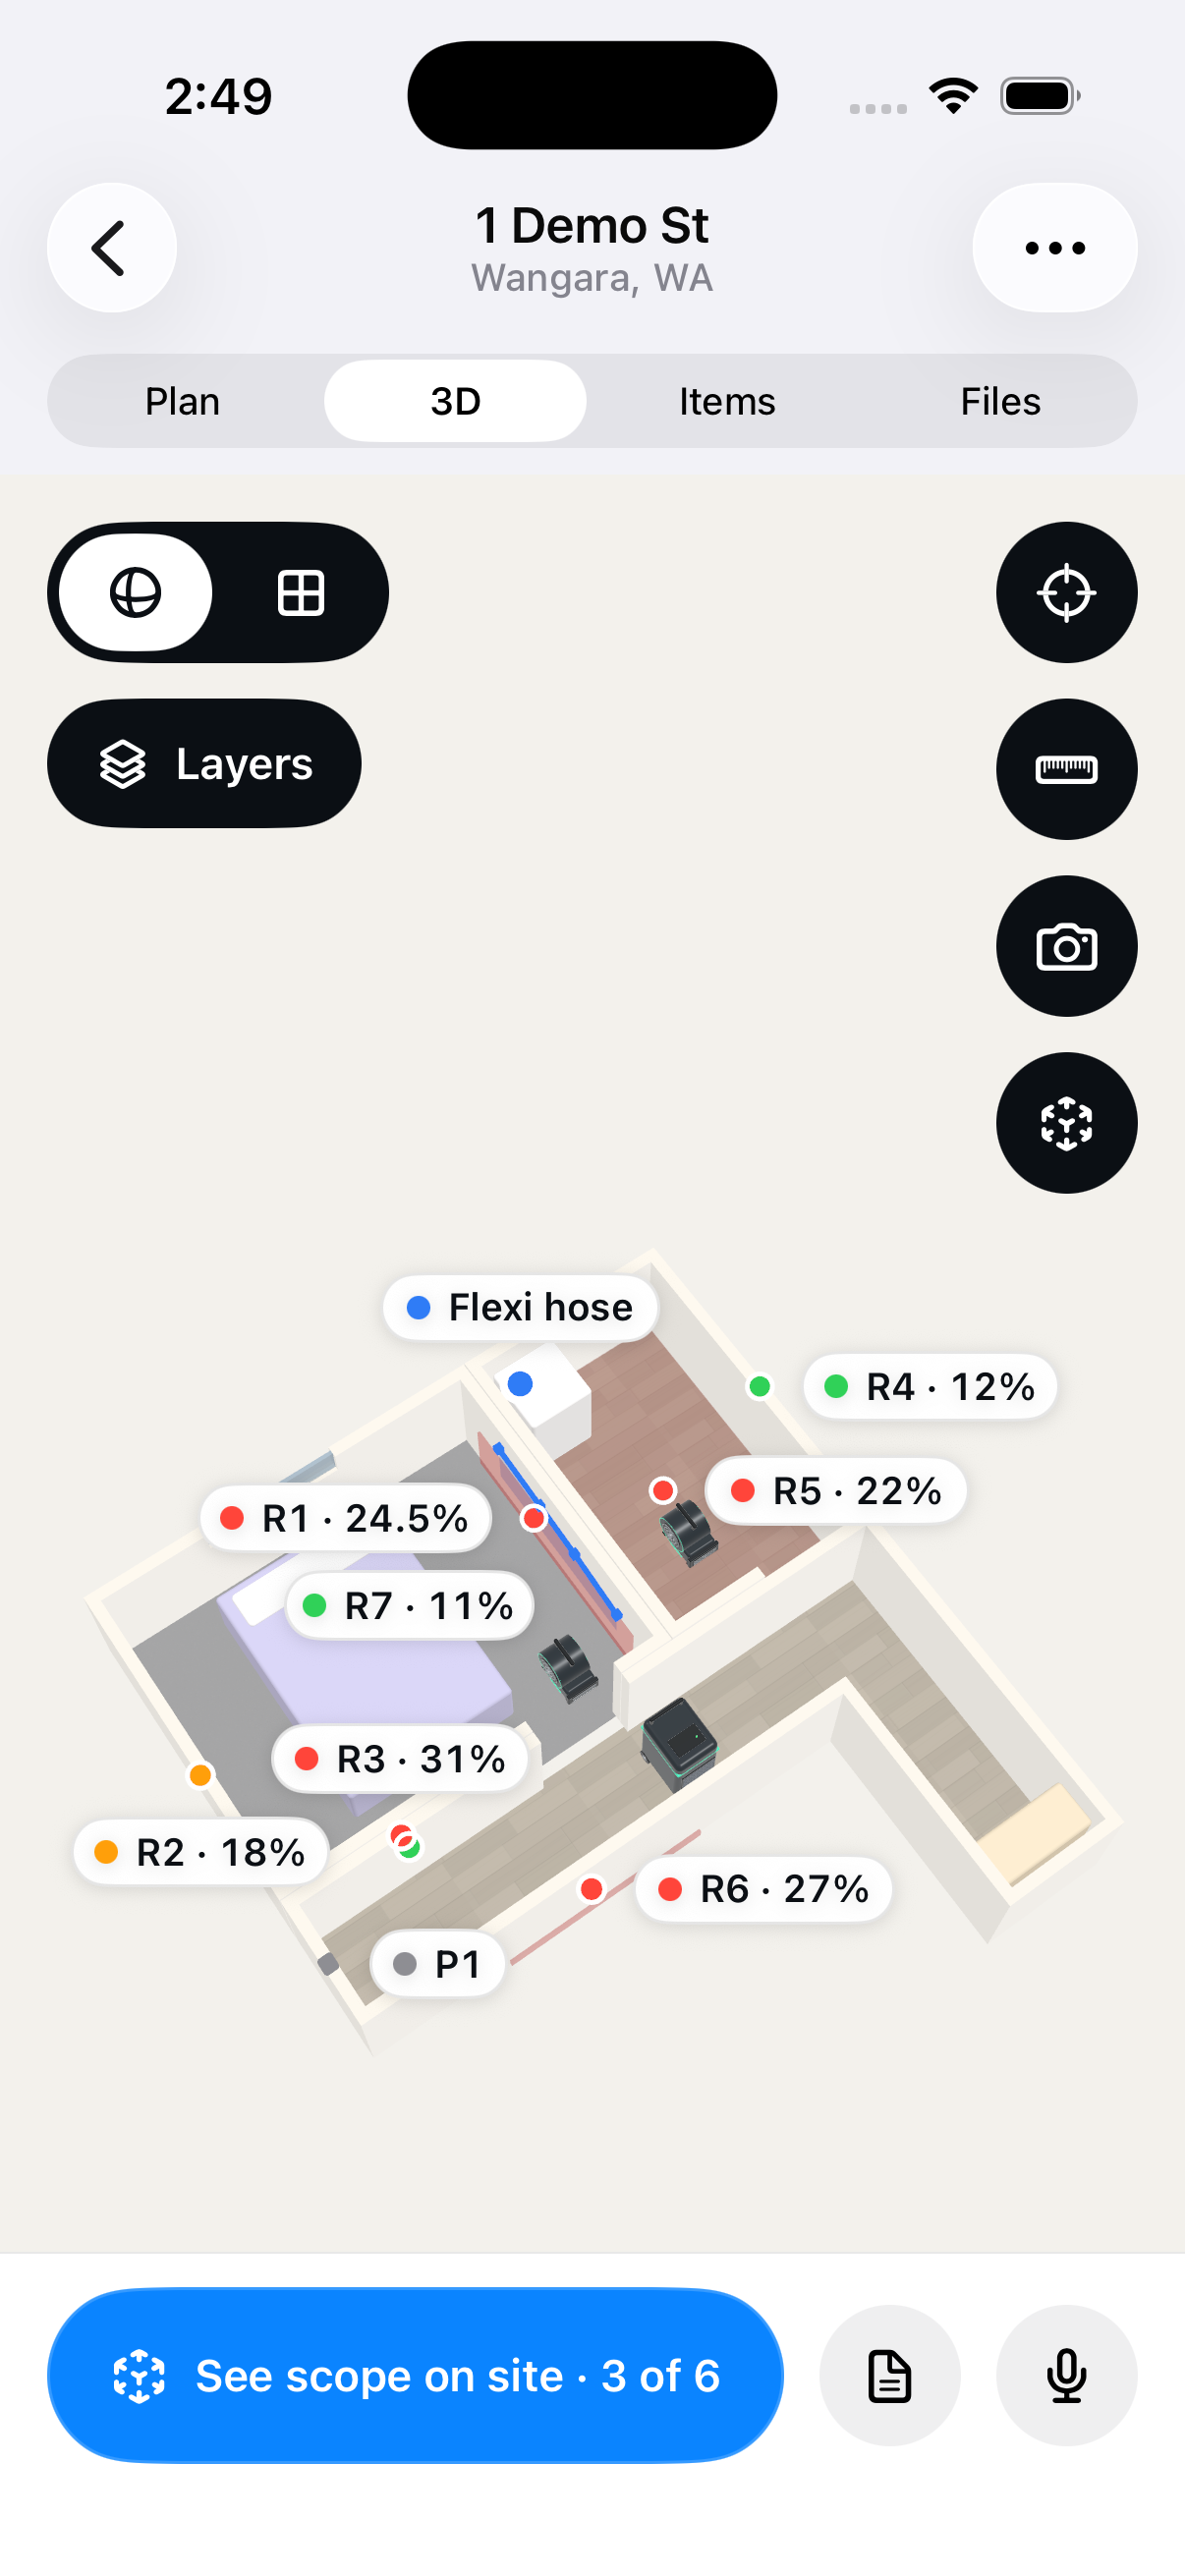 2:49
1 Demo St
Wangara, WA
Plan
3D
Items
Files
Layers
Flexi hose
R4 · 12%
R5 · 22%
R1 · 24.5%
R7 · 11%
R3 · 31%
R2 · 18%
R6 · 27%
P1
See scope on site · 3 of 6